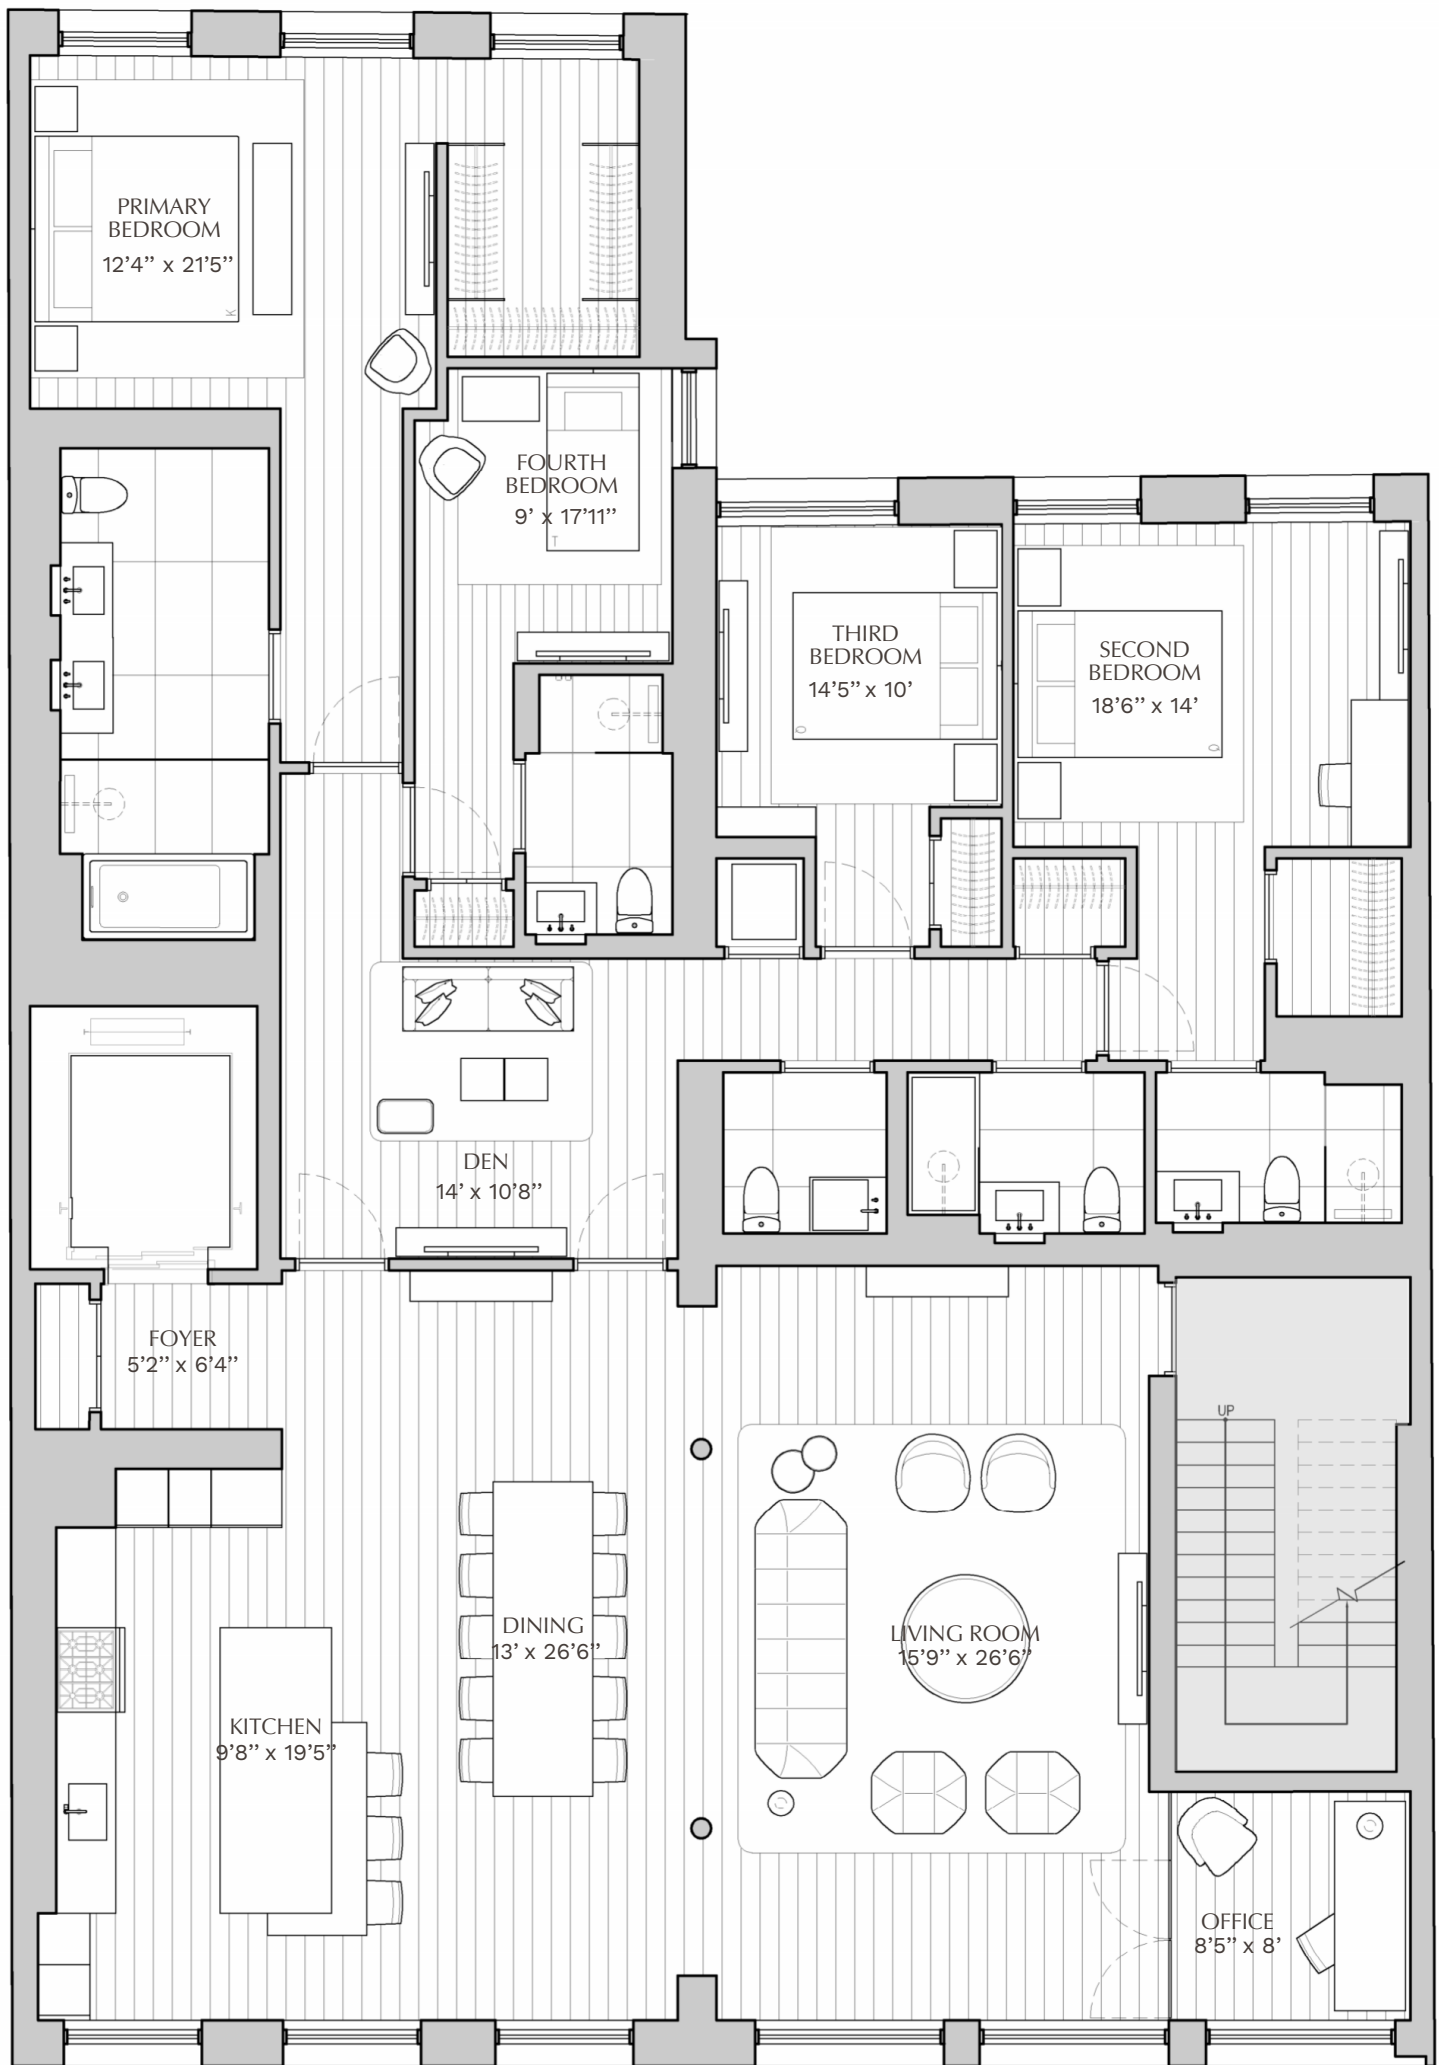 PRIMARY
BEDROOM
12’4’’ x 21’5’’
K
FOURTH
BEDROOM
9’ x 17’11’’
T
THIRD
BEDROOM
14’5’’ x 10’
Q
SECOND
BEDROOM
18’6’’ x 14’
Q
DEN
14’ x 10’8’’
FOYER
5’2’’ x 6’4’’
UP
DINING
13’ x 26’6’’
LIVING ROOM
15’9’’ x 26’6’’
KITCHEN
9’8’’ x 19’5’’
OFFICE
8’5’’ x 8’